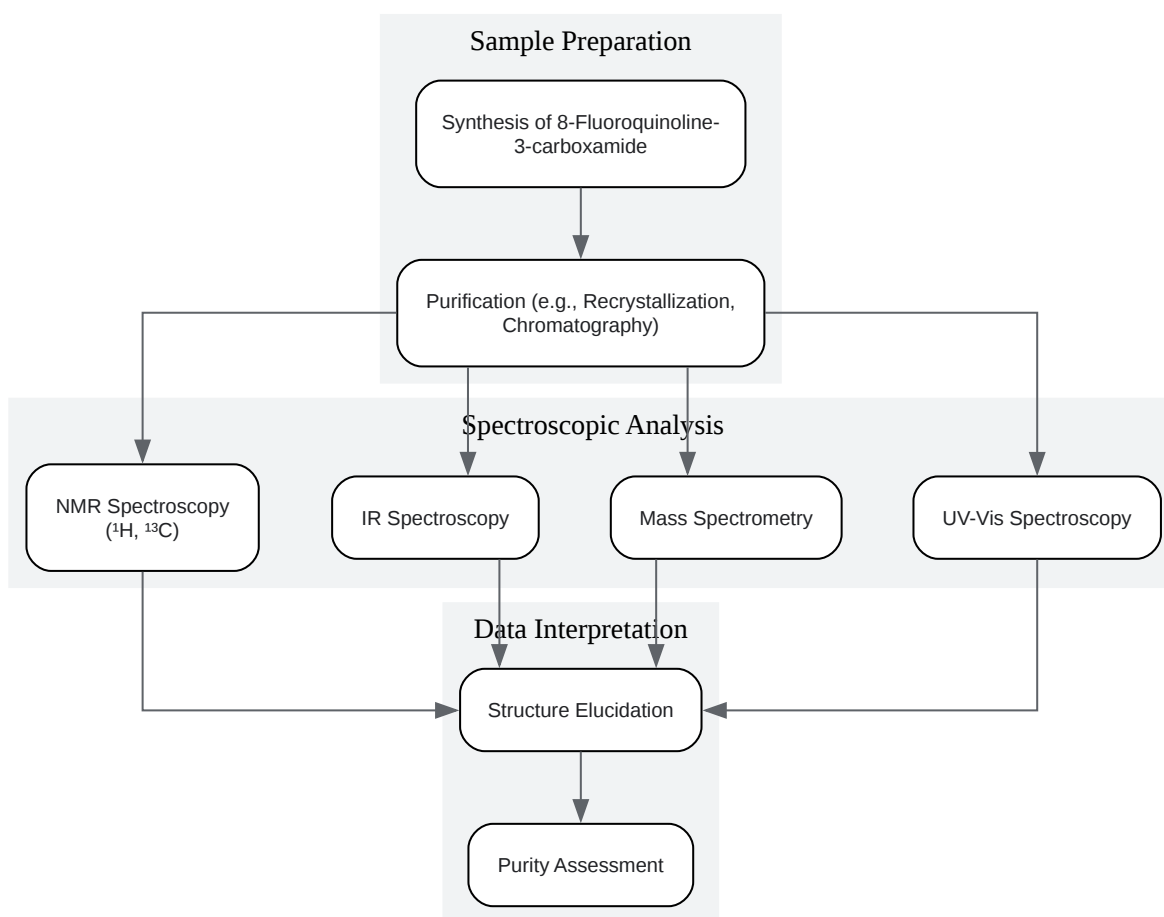 Sample Preparation
Synthesis of 8-Fluoroquinoline-
3-carboxamide
Purification (e.g., Recrystallization,
Chromatography)
Spectroscopic Analysis
NMR Spectroscopy
(¹H, ¹³C)
IR Spectroscopy
Mass Spectrometry
UV-Vis Spectroscopy
Data Interpretation
Structure Elucidation
Purity Assessment